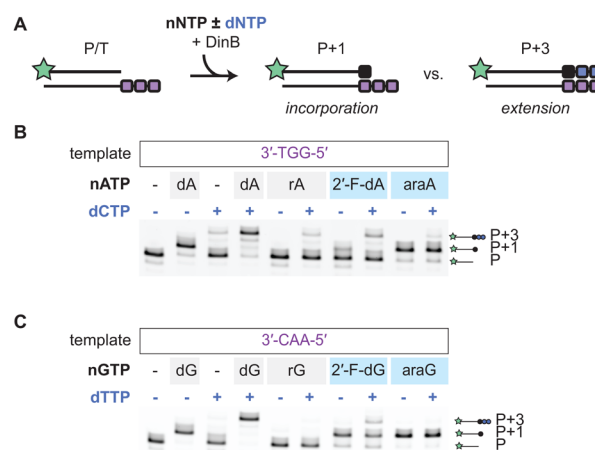 A
P/T
nNTP ± dNTP
+ DinB
P+1
incorporation
vs.
P+3
extension
B
template 3′-TGG-5′
nATP - dA - dA rA 2′-F-dA araA
dCTP - - + + - + - + - +
P+3
P+1
P
C
template 3′-CAA-5′
nGTP - dG - dG rG 2′-F-dG araG
dTTP - - + + - + - + - +
P+3
P+1
P